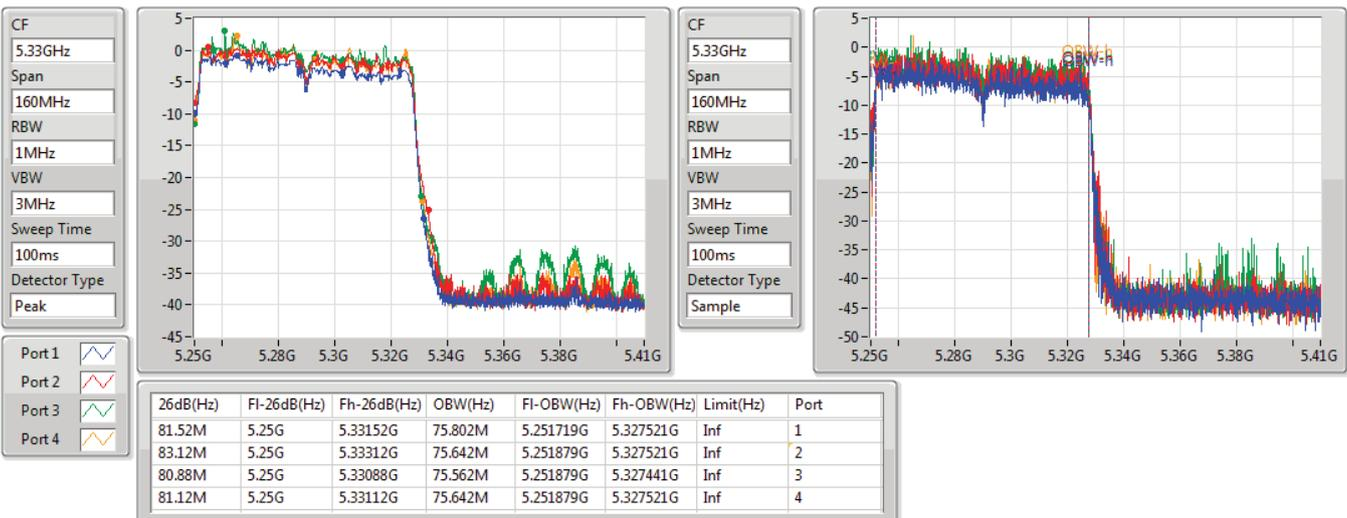 CF
5.33GHz
Span
160MHz
RBW
1MHz
VBW
3MHz
Sweep Time
100ms
Detector Type
Peak
5
0
-5
-10
-15
-20
-25
-30
-35
-40
-45
5.25G 5.28G 5.3G 5.32G 5.34G 5.36G 5.38G 5.41G
CF
5.33GHz
Span
160MHz
RBW
1MHz
VBW
3MHz
Sweep Time
100ms
Detector Type
Sample
5
0
-5
-10
-15
-20
-25
-30
-35
-40
-45
-50
OBW-h
OBW-h
5.25G 5.28G 5.3G 5.32G 5.34G 5.36G 5.38G 5.41G
Port 1
Port 2
Port 3
Port 4
26dB(Hz) Fl-26dB(Hz) Fh-26dB(Hz) OBW(Hz) Fl-OBW(Hz) Fh-OBW(Hz) Limit(Hz) Port
81.52M 5.25G 5.33152G 75.802M 5.251719G 5.327521G Inf 1
83.12M 5.25G 5.33312G 75.642M 5.251879G 5.327521G Inf 2
80.88M 5.25G 5.33088G 75.562M 5.251879G 5.327441G Inf 3
81.12M 5.25G 5.33112G 75.642M 5.251879G 5.327521G Inf 4